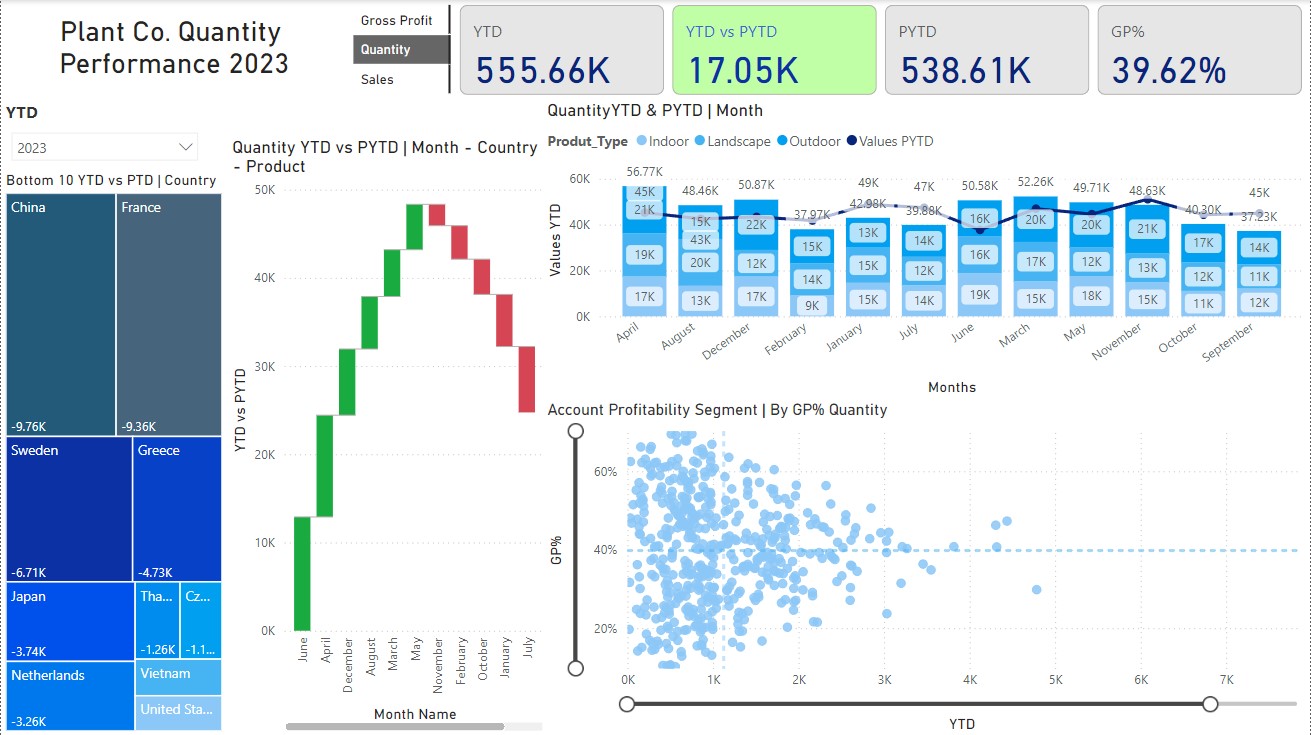 Plant Co. Quantity
Performance 2023
Gross Profit
Quantity
Sales
YTD
555.66K
YTD vs PYTD
17.05K
PYTD
538.61K
GP%
39.62%
YTD
2023
Bottom 10 YTD vs PTD | Country
China
-9.76K
France
-9.36K
Sweden
-6.71K
Greece
-4.73K
Japan
-3.74K
Tha...
-1.26K
Cz...
-1.1...
Netherlands
-3.26K
Vietnam
United Sta...
Quantity YTD vs PYTD | Month - Country
- Product
YTD vs PYTD
50K
40K
30K
20K
10K
0K
June
April
December
August
March
May
November
February
October
January
July
Month Name
QuantityYTD & PYTD | Month
Produt_Type Indoor Landscape Outdoor Values PYTD
Values YTD
60K
40K
20K
0K
56.77K
45K
21K
19K
17K
48.46K
15K
43K
20K
13K
50.87K
22K
12K
17K
37.97K
15K
14K
9K
49K
42.98K
13K
15K
15K
47K
39.88K
14K
12K
14K
50.58K
16K
16K
19K
52.26K
20K
17K
15K
49.71K
20K
12K
18K
48.63K
21K
13K
15K
40.30K
17K
12K
11K
45K
37.23K
14K
11K
12K
April
August
December
February
January
July
June
March
May
November
October
September
Months
Account Profitability Segment | By GP% Quantity
GP%
60%
40%
20%
0K
1K
2K
3K
4K
5K
6K
7K
YTD